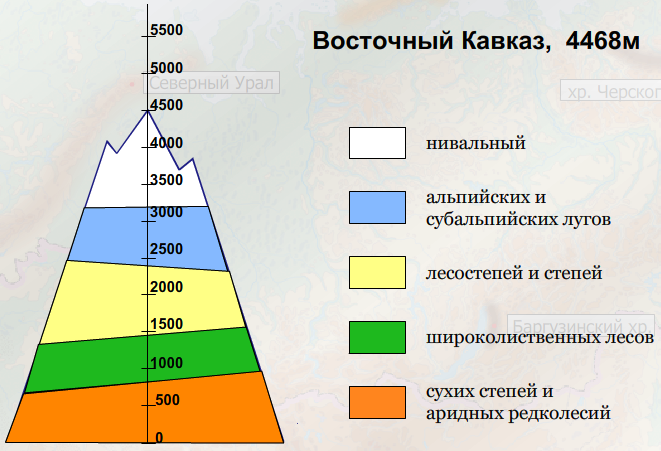 Восточный Кавказ, 4468м
5500
5000
Северный Урал
4500
4000
3500
3000
2500
2000
1500
1000
500
0
хр. Черског
нивальный
альпийских и
субальпийских лугов
лесостепей и степей
Баргузинский хр.
широколиственных лесов
сухих степей и
аридных редколесий